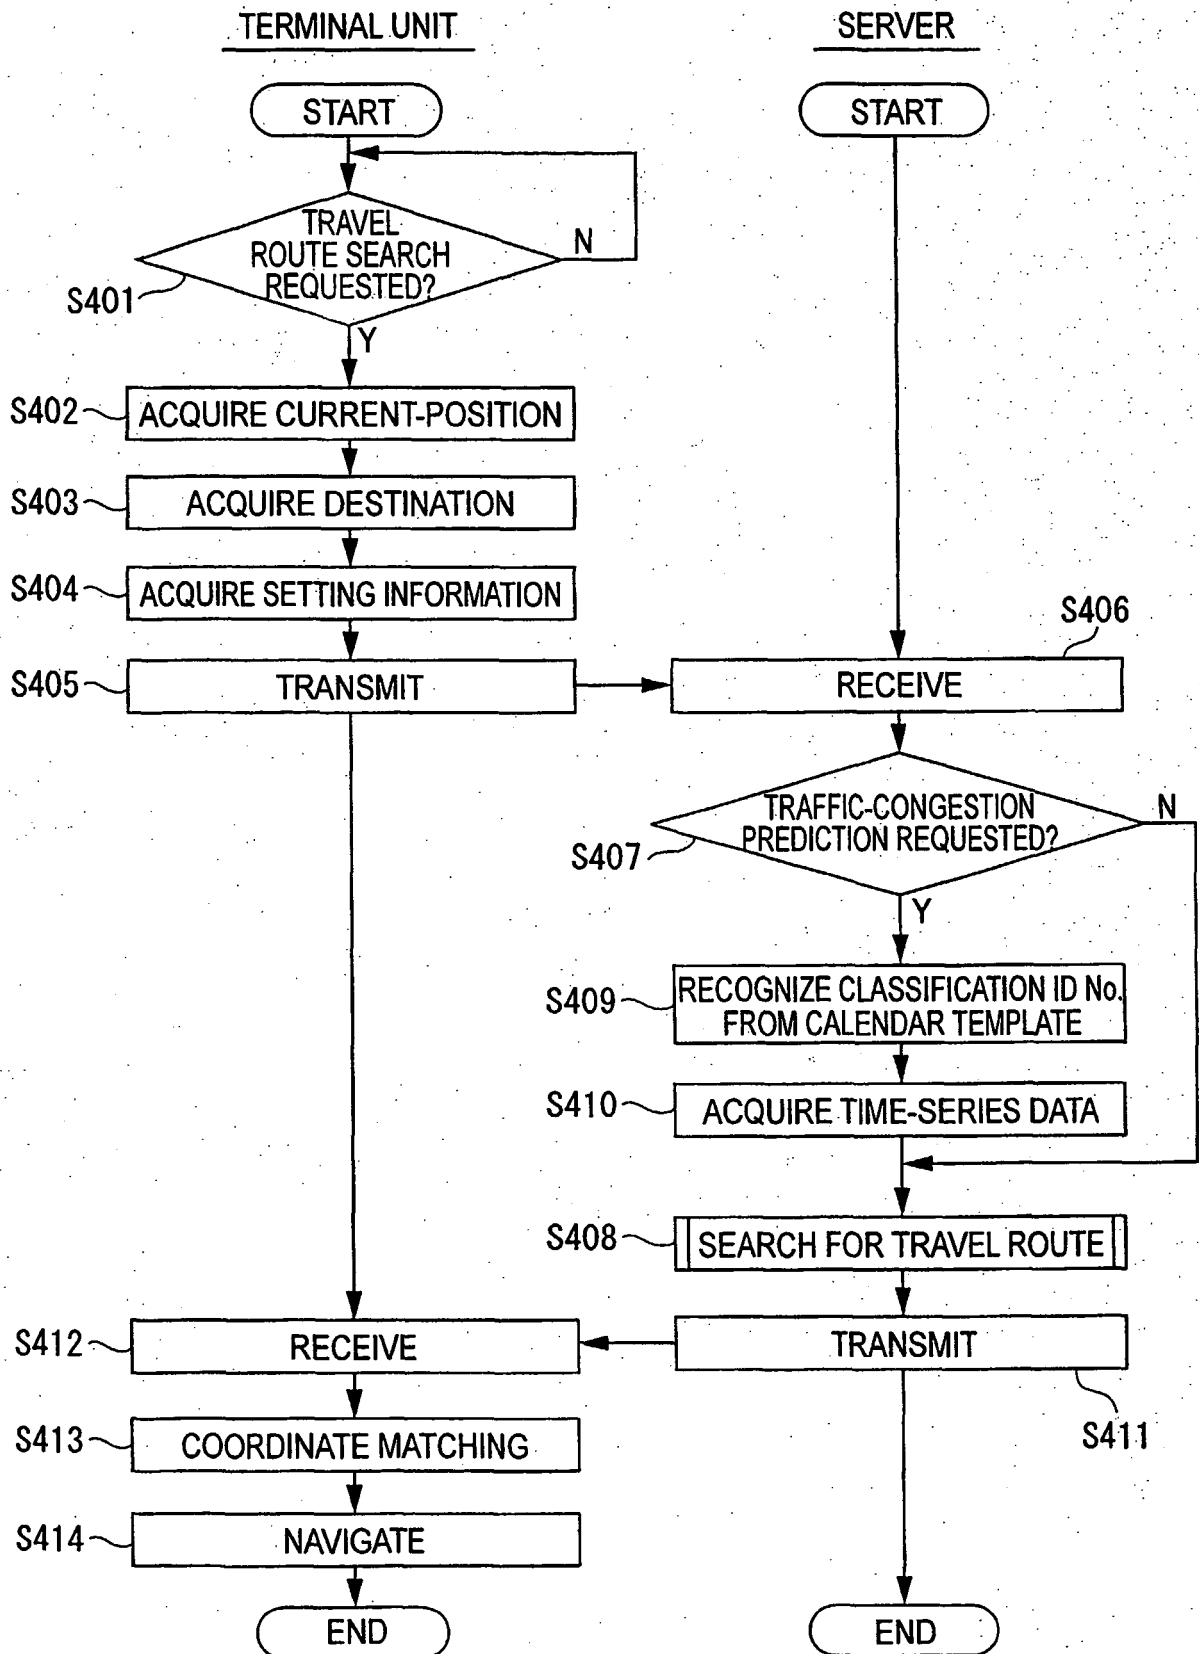 TERMINAL UNIT
SERVER
START
START
TRAVEL
ROUTE SEARCH
REQUESTED?
N
S401
Y
S402
ACQUIRE CURRENT-POSITION
S403
ACQUIRE DESTINATION
S404
ACQUIRE SETTING INFORMATION
S406
S405
TRANSMIT
RECEIVE
TRAFFIC-CONGESTION
PREDICTION REQUESTED?
N
S407
Y
S409
RECOGNIZE CLASSIFICATION ID No.
FROM CALENDAR TEMPLATE
S410
ACQUIRE TIME-SERIES DATA
S408
SEARCH FOR TRAVEL ROUTE
S412
RECEIVE
TRANSMIT
S411
S413
COORDINATE MATCHING
S414
NAVIGATE
END
END